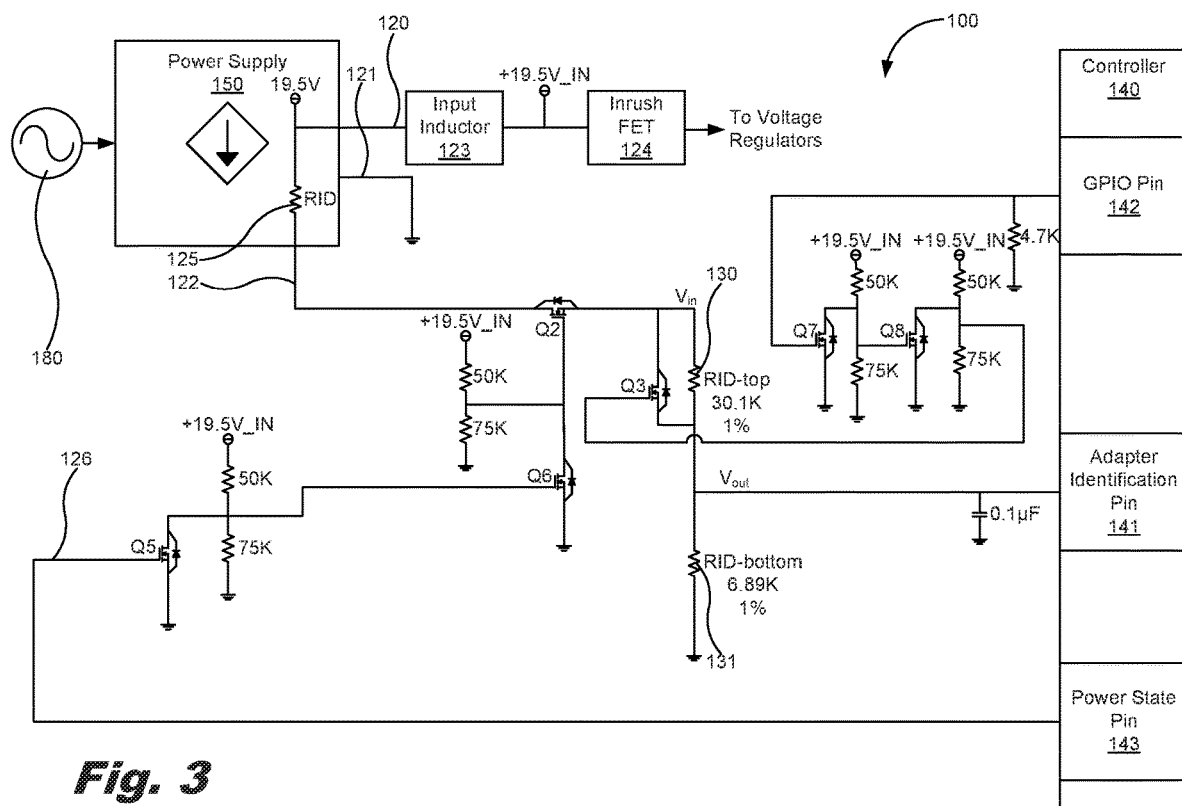 100
120
Power Supply
150
19.5V
121
+19.5V_IN
Controller
140
Input
Inductor
123
Inrush
FET
124
To Voltage
Regulators
RID
GPIO Pin
142
4.7K
125
122
180
+19.5V_IN
+19.5V_IN
50K
50K
Q7
Q8
75K
75K
Vin
130
Q2
+19.5V_IN
50K
75K
Q3
RID-top
30.1K
1%
+19.5V_IN
126
50K
75K
Q5
Q6
Vout
0.1µF
Adapter
Identification
Pin
141
RID-bottom
6.89K
1%
131
Power State
Pin
143
Fig. 3